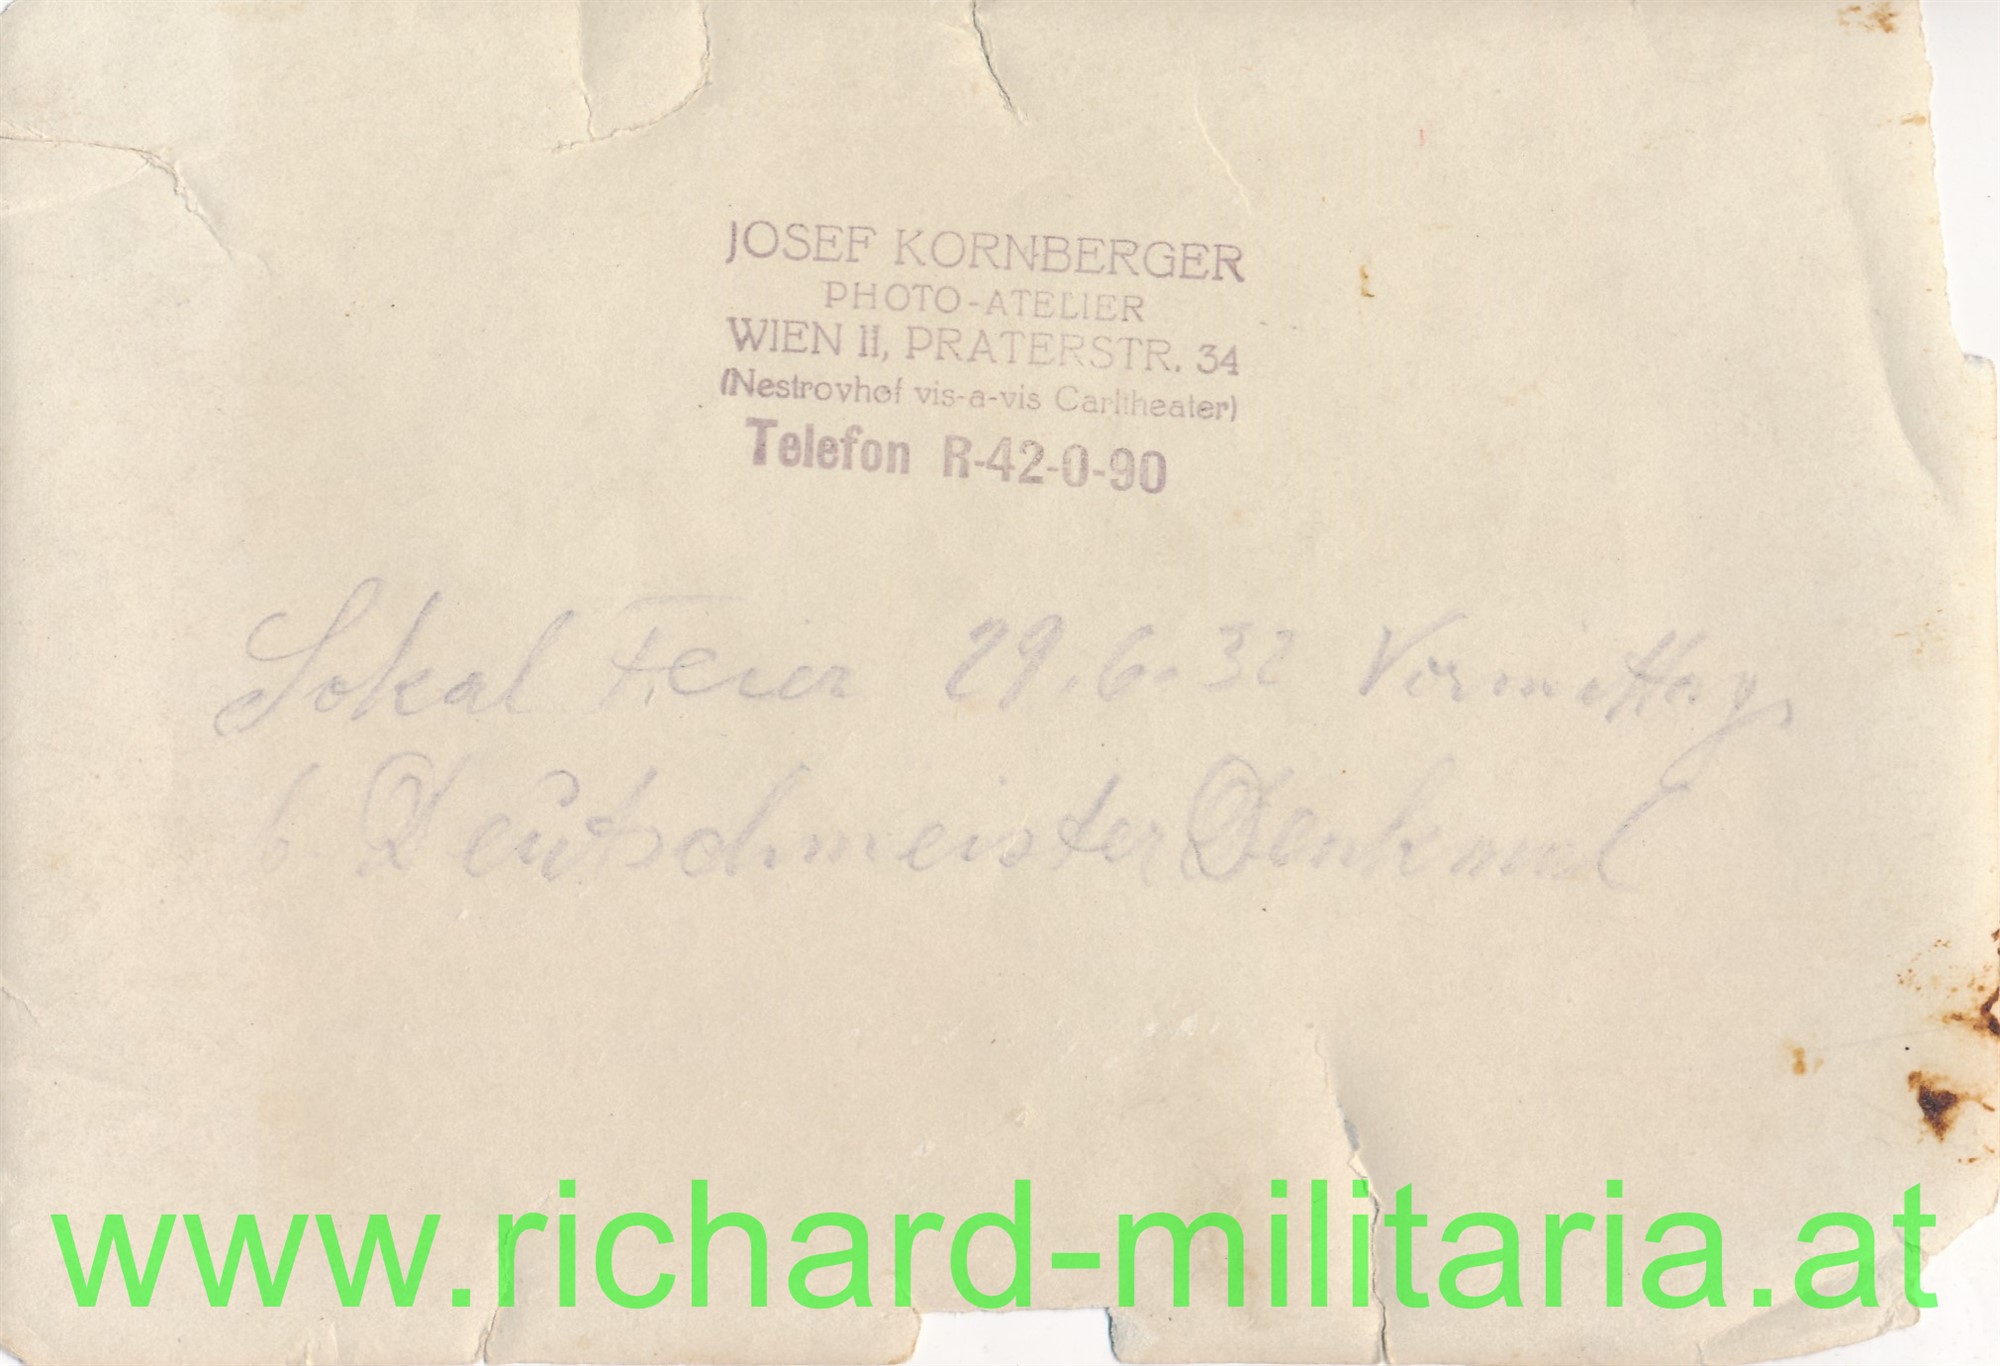 JOSEF KORNBERGER
PHOTO-ATELIER
WIEN II, PRATERSTR. 34
(Nestroyhof vis-a-vis Carltheater)
Telefon R-42-0-90
Sokal Feier 29.6.32 Vormittag
b. Deutschmeister Denkmal
www.richard-militaria.at